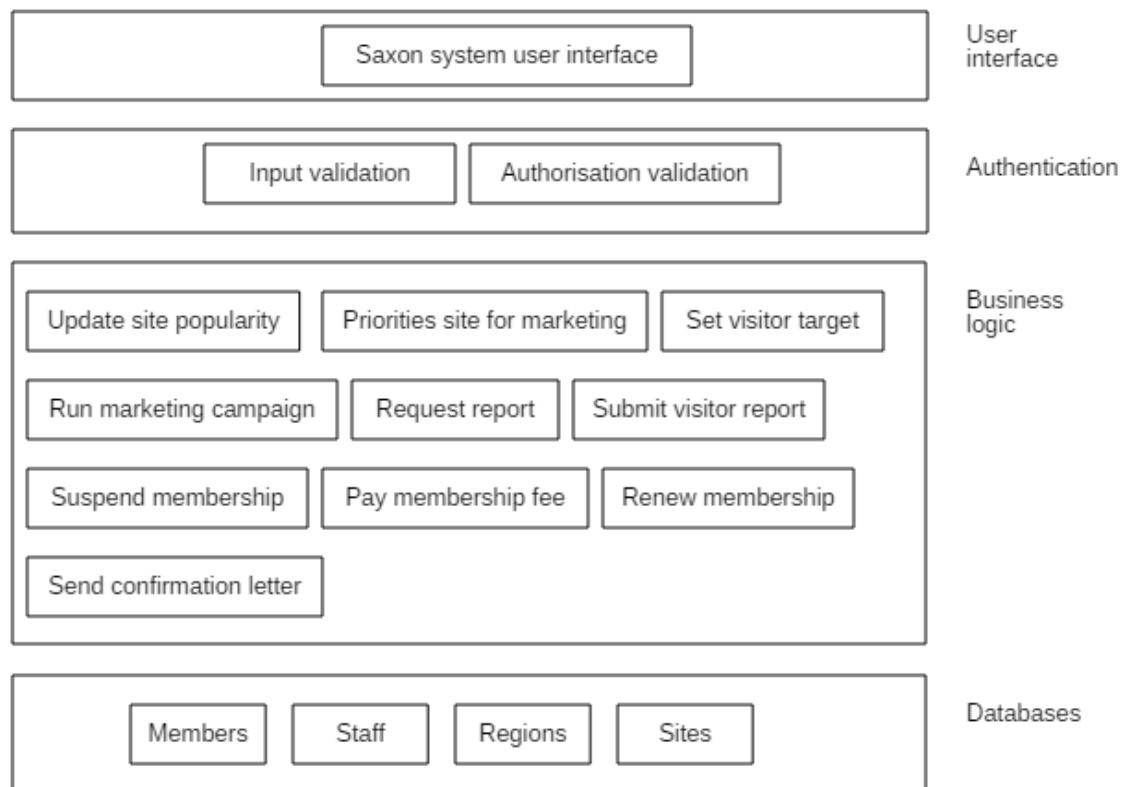 Saxon system user interface
User
interface
Input validation
Authorisation validation
Authentication
Update site popularity
Priorities site for marketing
Set visitor target
Business
logic
Run marketing campaign
Request report
Submit visitor report
Suspend membership
Pay membership fee
Renew membership
Send confirmation letter
Members
Staff
Regions
Sites
Databases